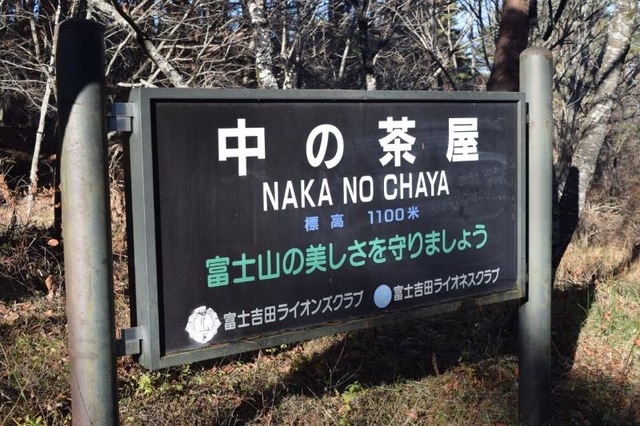 中の茶屋
NAKA NO CHAYA
標高 1100米
富士山の美しさを守りましょう
富士吉田ライオンズクラブ 富士吉田ライオネスクラブ